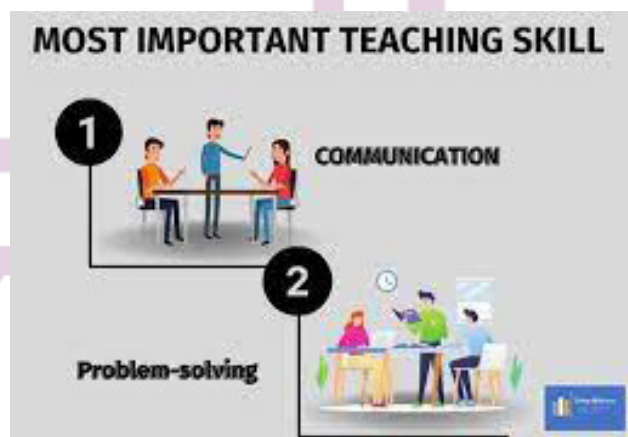 MOST IMPORTANT TEACHING SKILL
1
COMMUNICATION
2
Problem-solving